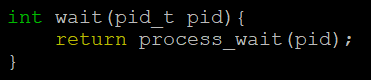 int wait(pid_t pid){
    return process_wait(pid);
}